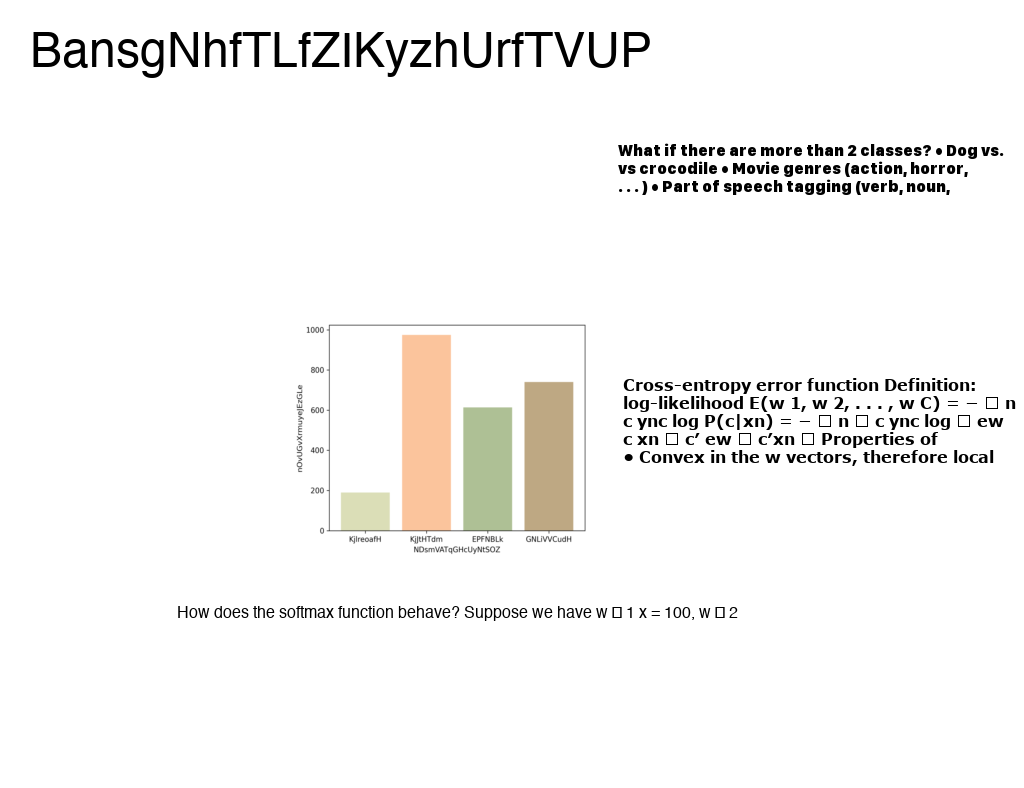 BansgNhfTLfZIKyzhUrfTVUP
What if there are more than 2 classes? • Dog vs.
vs crocodile • Movie genres (action, horror,
. . . ) • Part of speech tagging (verb, noun,
1000
800
600
400
200
0
nOvUGvXrmuyeJEzGLe
KjIreoafH KjJtHTdm EPFNBLk GNLiVVCudH
NDsmVATqGHcUyNtSOZ
Cross-entropy error function Definition:
log-likelihood E(w 1, w 2, . . . , w C) = − □ n
c ync log P(c|xn) = − □ n □ c ync log □ ew
c xn □ c’ ew □ c’xn □ Properties of
• Convex in the w vectors, therefore local
How does the softmax function behave? Suppose we have w □ 1 x = 100, w □ 2